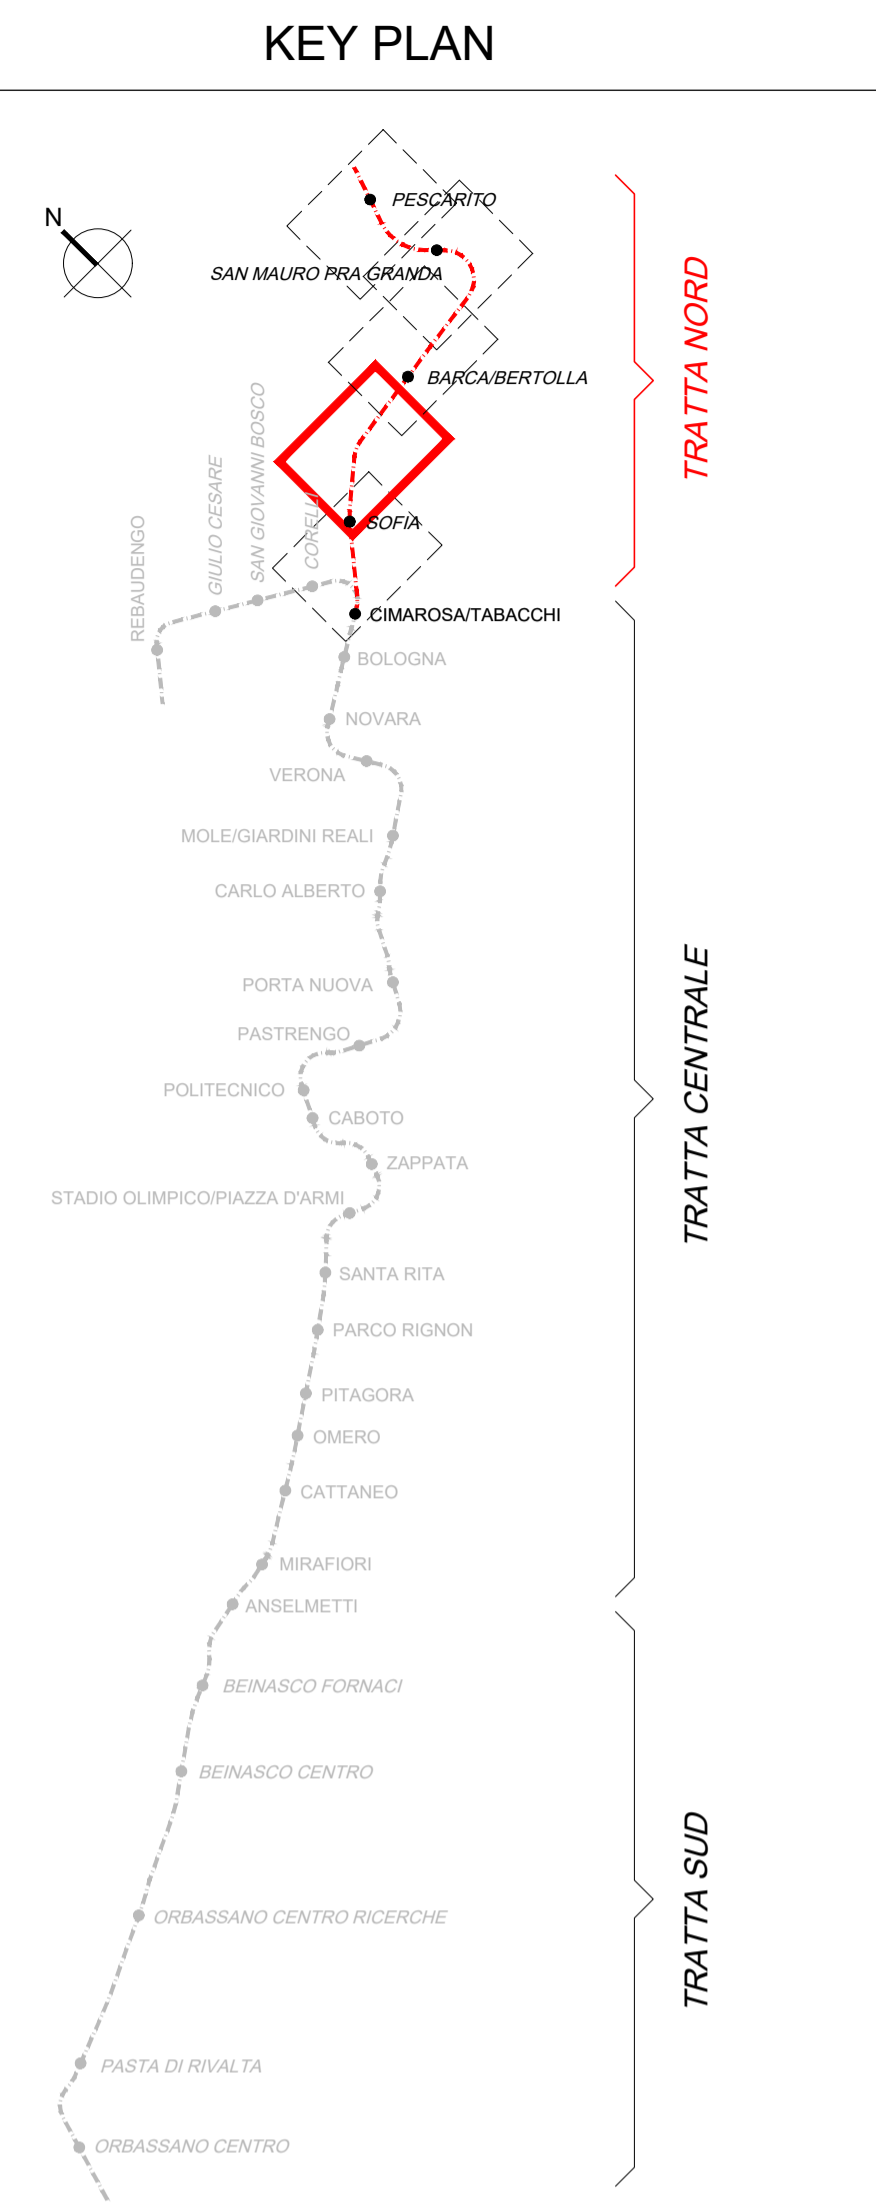 KEY PLAN
N
PESCARITO
SAN MAURO PRA GRANDA
BARCA/BERTOLLA
TRATTA NORD
GIULIO CESARE
SAN GIOVANNI BOSCO
CORELLI
REBAUDENGO
SOFIA
CIMAROSA/TABACCHI
BOLOGNA
NOVARA
VERONA
MOLE/GIARDINI REALI
CARLO ALBERTO
PORTA NUOVA
PASTRENGO
POLITECNICO
CABOTO
TRATTA CENTRALE
ZAPPATA
STADIO OLIMPICO/PIAZZA D'ARMI
SANTA RITA
PARCO RIGNON
PITAGORA
OMERO
CATTANEO
MIRAFIORI
ANSELMETTI
BEINASCO FORNACI
BEINASCO CENTRO
ORBASSANO CENTRO RICERCHE
TRATTA SUD
PASTA DI RIVALTA
ORBASSANO CENTRO